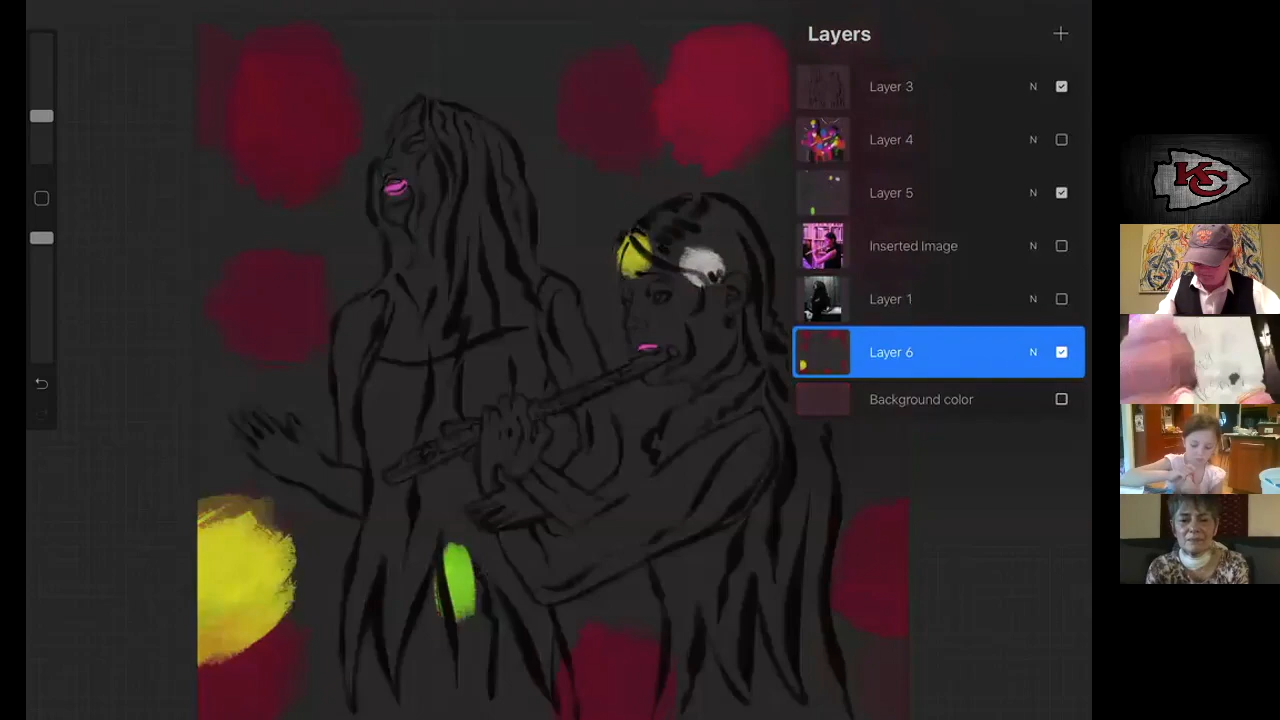 Layers
Layer 3 N
Layer 4 N
Layer 5 N
Inserted Image N
Layer 1 N
Layer 6 N
Background color
KC